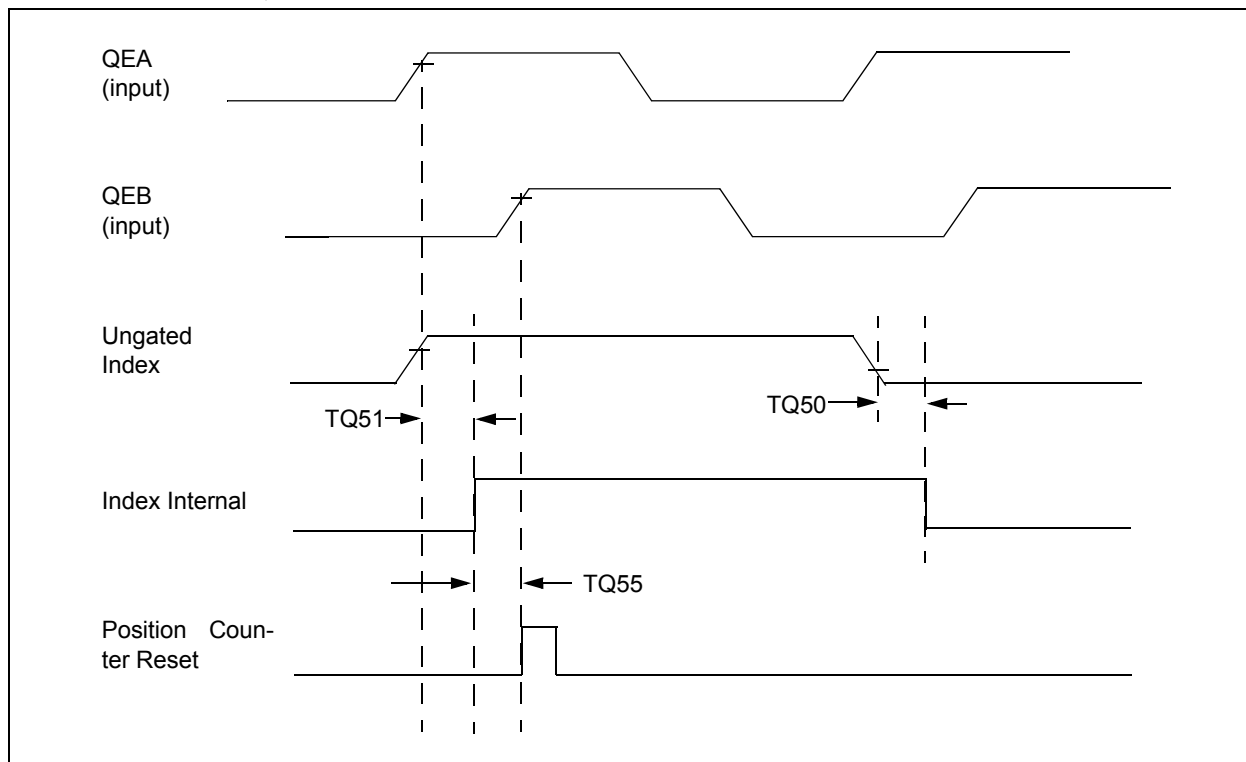 QEA
(input)
QEB
(input)
Ungated
Index
TQ51
TQ50
Index Internal
TQ55
Position Coun-
ter Reset